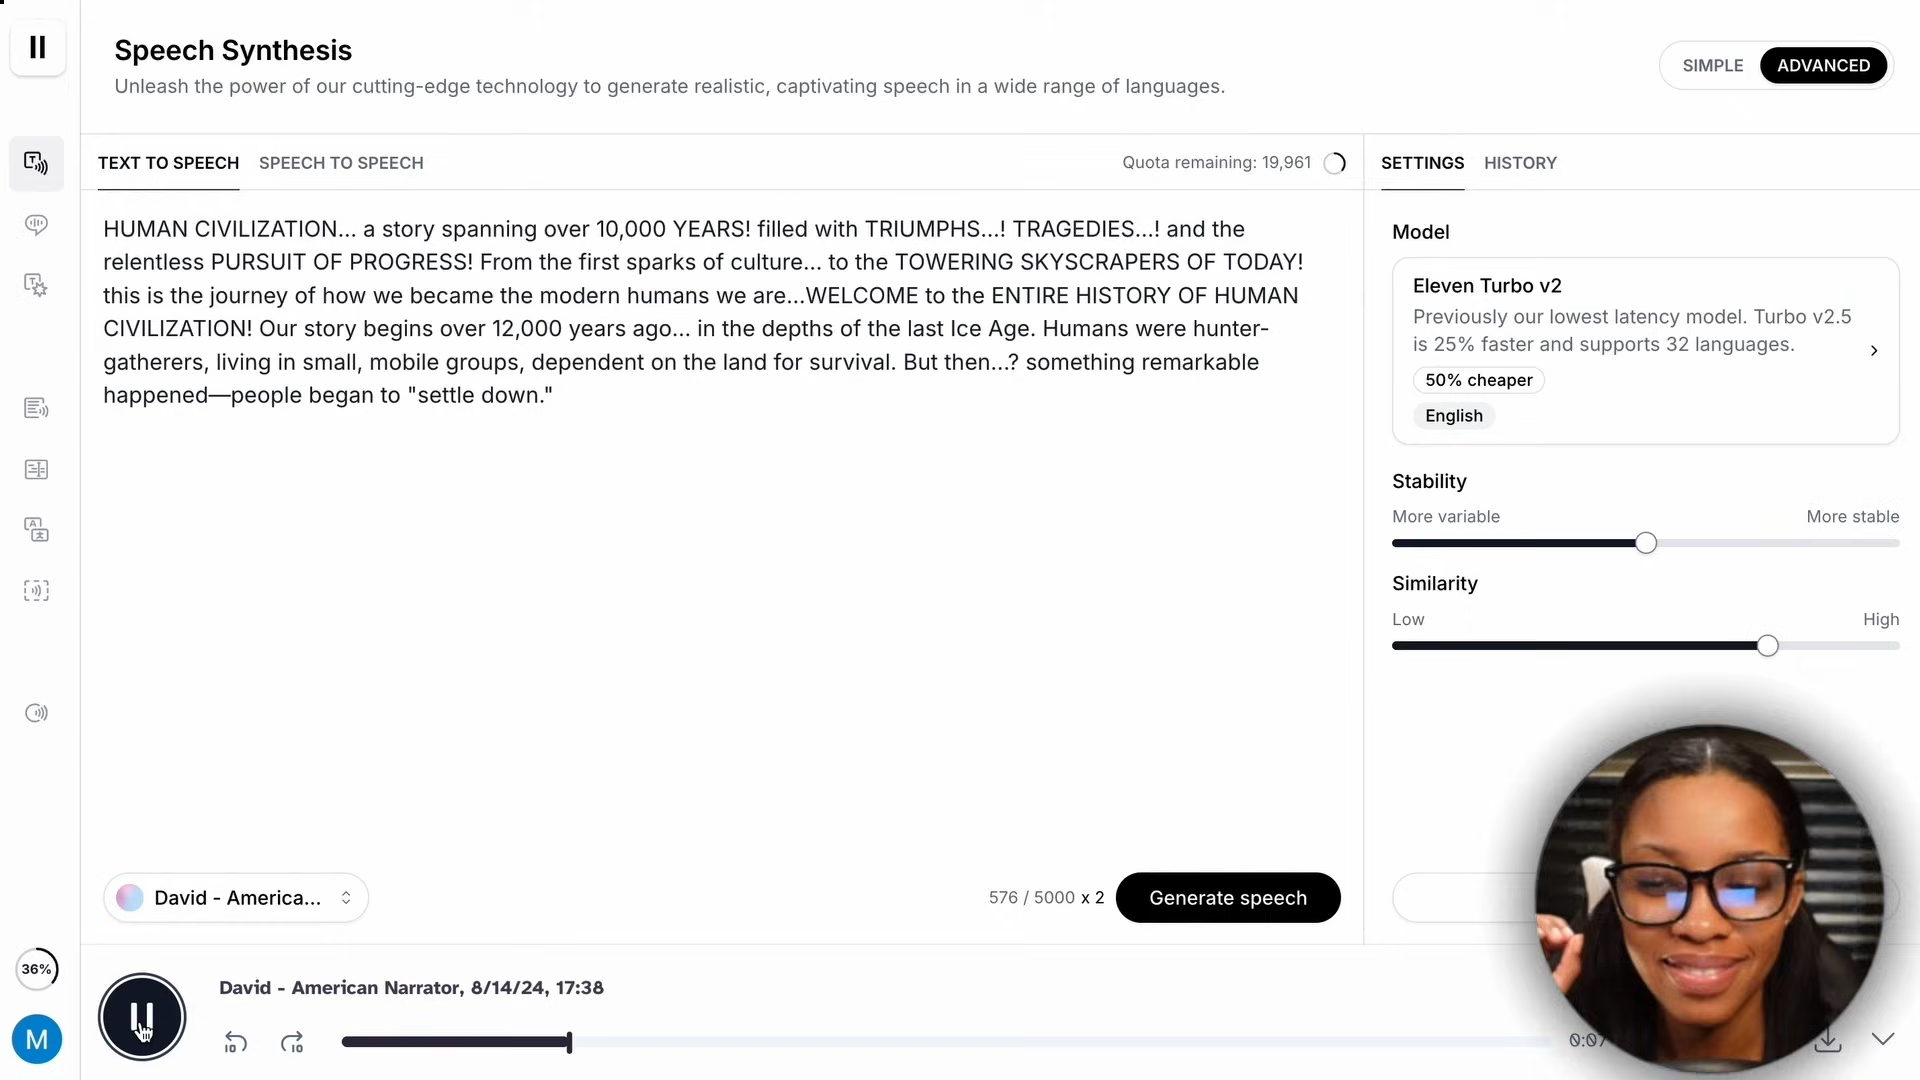 Speech Synthesis
Unleash the power of our cutting-edge technology to generate realistic, captivating speech in a wide range of languages.
SIMPLE
ADVANCED
TEXT TO SPEECH
SPEECH TO SPEECH
Quota remaining: 19,961
SETTINGS
HISTORY
HUMAN CIVILIZATION... a story spanning over 10,000 YEARS! filled with TRIUMPHS...! TRAGEDIES...! and the
relentless PURSUIT OF PROGRESS! From the first sparks of culture... to the TOWERING SKYSCRAPERS OF TODAY!
this is the journey of how we became the modern humans we are...WELCOME to the ENTIRE HISTORY OF HUMAN
CIVILIZATION! Our story begins over 12,000 years ago... in the depths of the last Ice Age. Humans were hunter-
gatherers, living in small, mobile groups, dependent on the land for survival. But then...? something remarkable
happened—people began to "settle down."
Model
Eleven Turbo v2
Previously our lowest latency model. Turbo v2.5
is 25% faster and supports 32 languages.
50% cheaper
English
Stability
More variable
More stable
Similarity
Low
High
David - America...
576 / 5000 x 2
Generate speech
36%
M
David - American Narrator, 8/14/24, 17:38
10
10
0:07